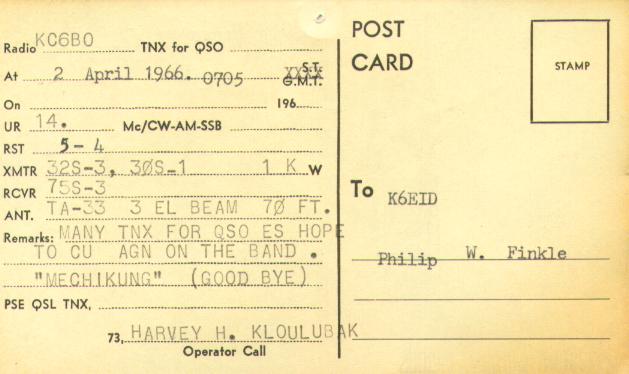 Radio KC6BO TNX for QSO
At 2 April 1966. 0705 S.T. G.M.T.
On 196
UR 14. Mc/CW-AM-SSB
RST 5-4
XMTR 32S-3, 30S-1 1 K W
RCVR 75S-3
ANT. TA-33 3 EL BEAM 70 FT.
Remarks: MANY TNX FOR QSO ES HOPE
TO CU AGN ON THE BAND .
"MECHIKUNG" (GOOD BYE)
PSE QSL TNX,
73, HARVEY H. KLOULUBAK
Operator Call
POST
CARD
STAMP
To K6EID
Philip W. Finkle